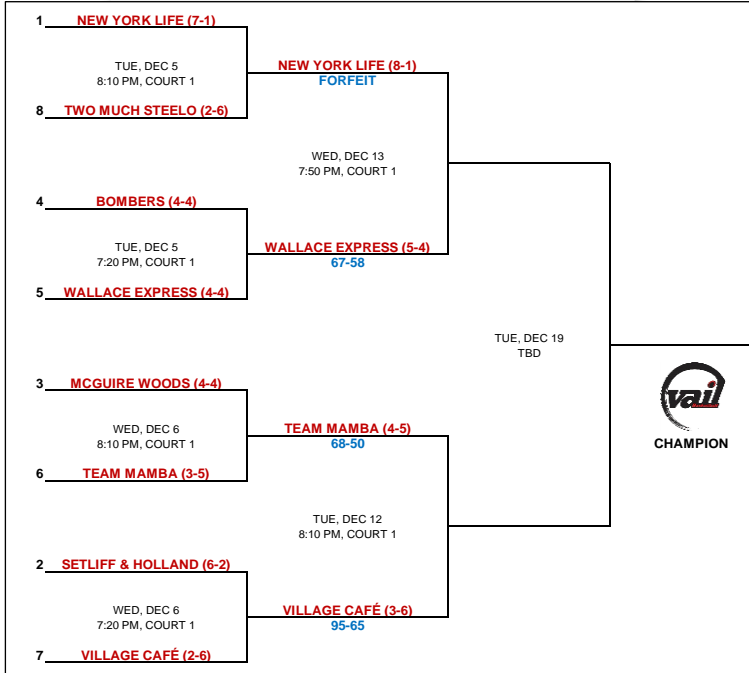 1 NEW YORK LIFE (7-1)
TUE, DEC 5
8:10 PM, COURT 1
NEW YORK LIFE (8-1)
FORFEIT
8 TWO MUCH STEELO (2-6)
WED, DEC 13
7:50 PM, COURT 1
4 BOMBERS (4-4)
TUE, DEC 5
7:20 PM, COURT 1
WALLACE EXPRESS (5-4)
67-58
5 WALLACE EXPRESS (4-4)
TUE, DEC 19
TBD
vail
CHAMPION
3 MCGUIRE WOODS (4-4)
WED, DEC 6
8:10 PM, COURT 1
TEAM MAMBA (4-5)
68-50
6 TEAM MAMBA (3-5)
TUE, DEC 12
8:10 PM, COURT 1
2 SETLIFF & HOLLAND (6-2)
WED, DEC 6
7:20 PM, COURT 1
VILLAGE CAFÉ (3-6)
95-65
7 VILLAGE CAFÉ (2-6)